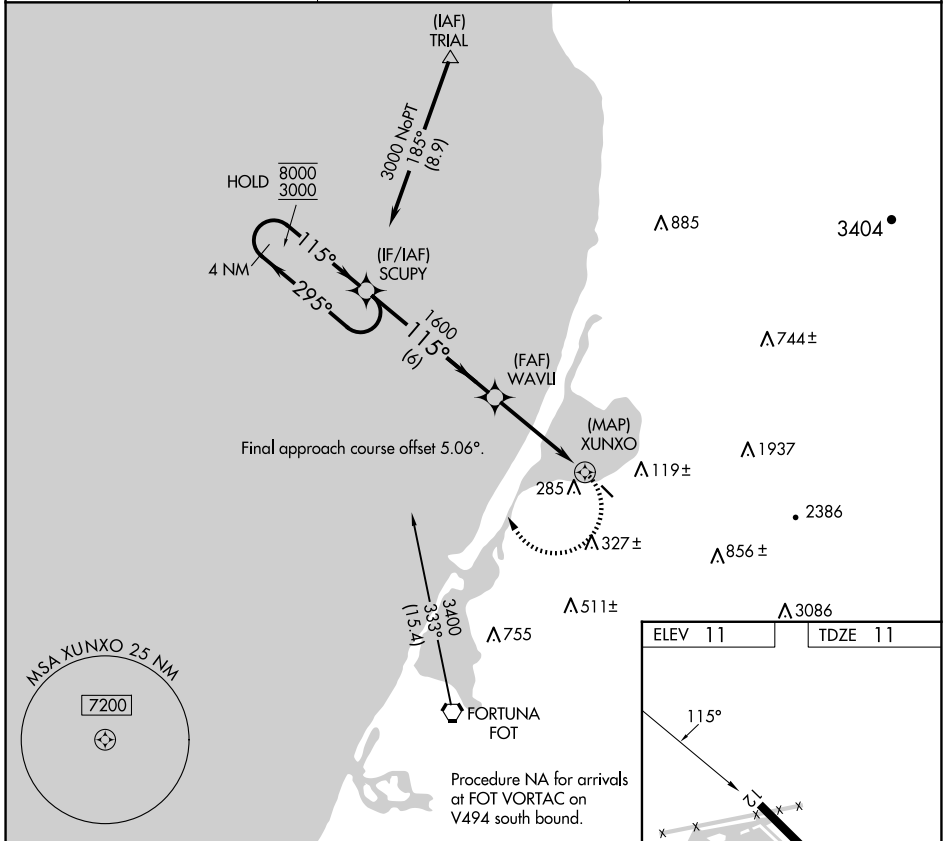 (IAF)
TRIAL
3000 NoPT
185°
(8.9)
HOLD
8000
3000
4 NM
115°
295°
(IF/IAF)
SCUPY
1600
115°
(6)
(FAF)
WAVLI
(MAP)
XUNXO
885
3404
744±
1937
119±
285
2386
327±
856±
511±
3086
755
Final approach course offset 5.06°.
3400
333°
(15.4)
FORTUNA
FOT
Procedure NA for arrivals
at FOT VORTAC on
V494 south bound.
MSA XUNXO 25 NM
7200
ELEV 11
TDZE 11
115°
12
x x x x x